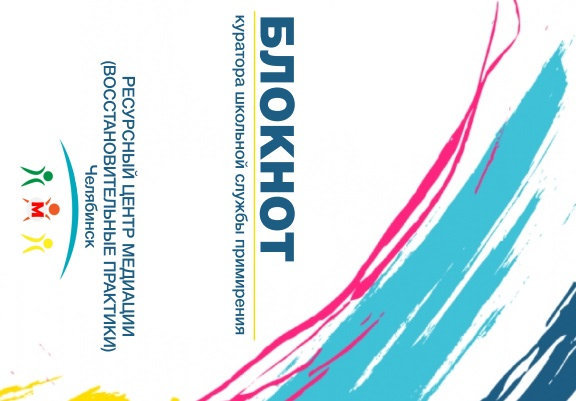 БЛОКНОТ
куратора школьной службы примирения
РЕСУРСНЫЙ ЦЕНТР МЕДИАЦИИ
(ВОССТАНОВИТЕЛЬНЫЕ ПРАКТИКИ)
Челябинск
М